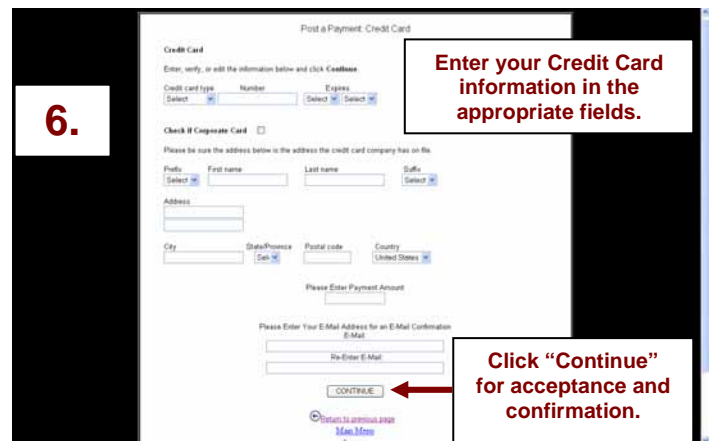 Post a Payment: Credit Card
Credit Card
Enter, verify, or edit the information below and click Continue.
Credit card type Number Expires
Select Select Select
Check if Corporate Card
Please be sure the address below is the address the credit card company has on file.
Prefix First name Last name Suffix
Select Select
Address
City State/Province Postal code Country
Sel United States
Please Enter Payment Amount
Please Enter Your E-Mail Address for an E-Mail Confirmation
E-Mail:
Re-Enter E-Mail:
CONTINUE
Return to previous page
Main Menu
6.
Enter your Credit Card
information in the
appropriate fields.
Click “Continue”
for acceptance and
confirmation.